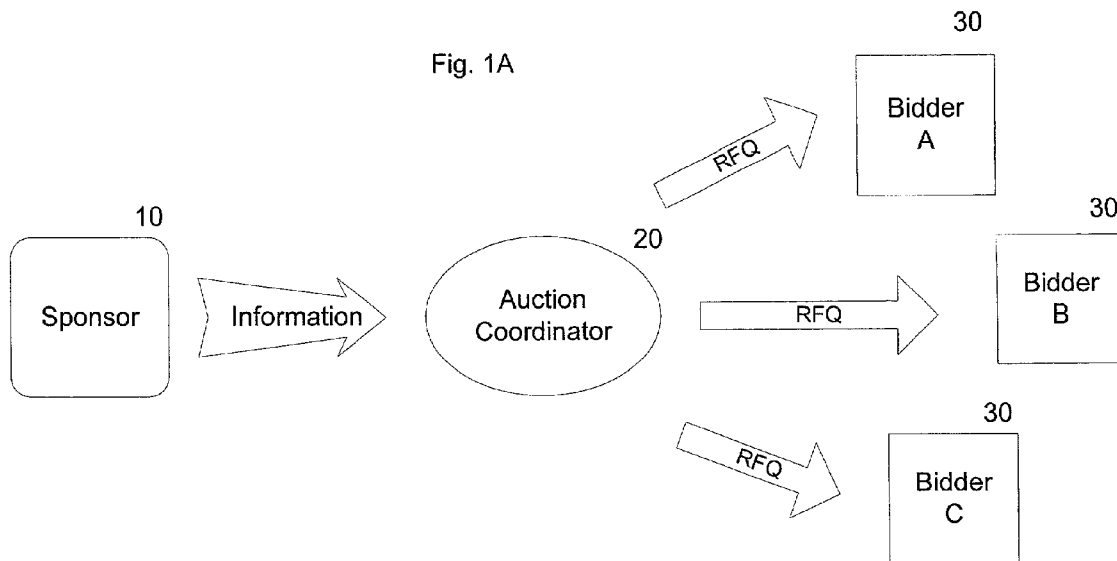 Fig. 1A
30
Bidder
A
RFQ
10
Sponsor
Information
20
Auction
Coordinator
RFQ
30
Bidder
B
RFQ
30
Bidder
C